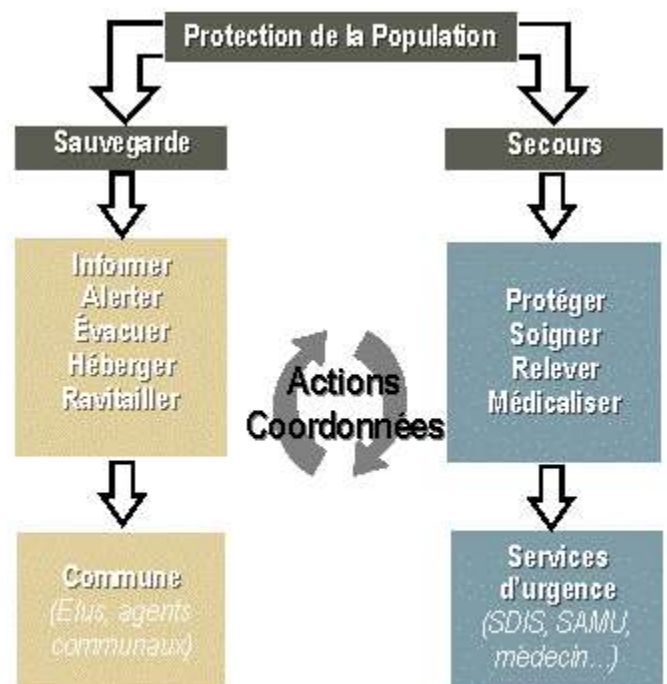 Protection de la Population
Sauvegarde
Secours
Informer
Alerter
Évacuer
Héberger
Ravitailler
Protéger
Soigner
Relever
Médicaliser
Actions
Coordonnées
Commune
(Elus, agents
communaux)
Services
d'urgence
(SDIS, SAMU,
médecin...)